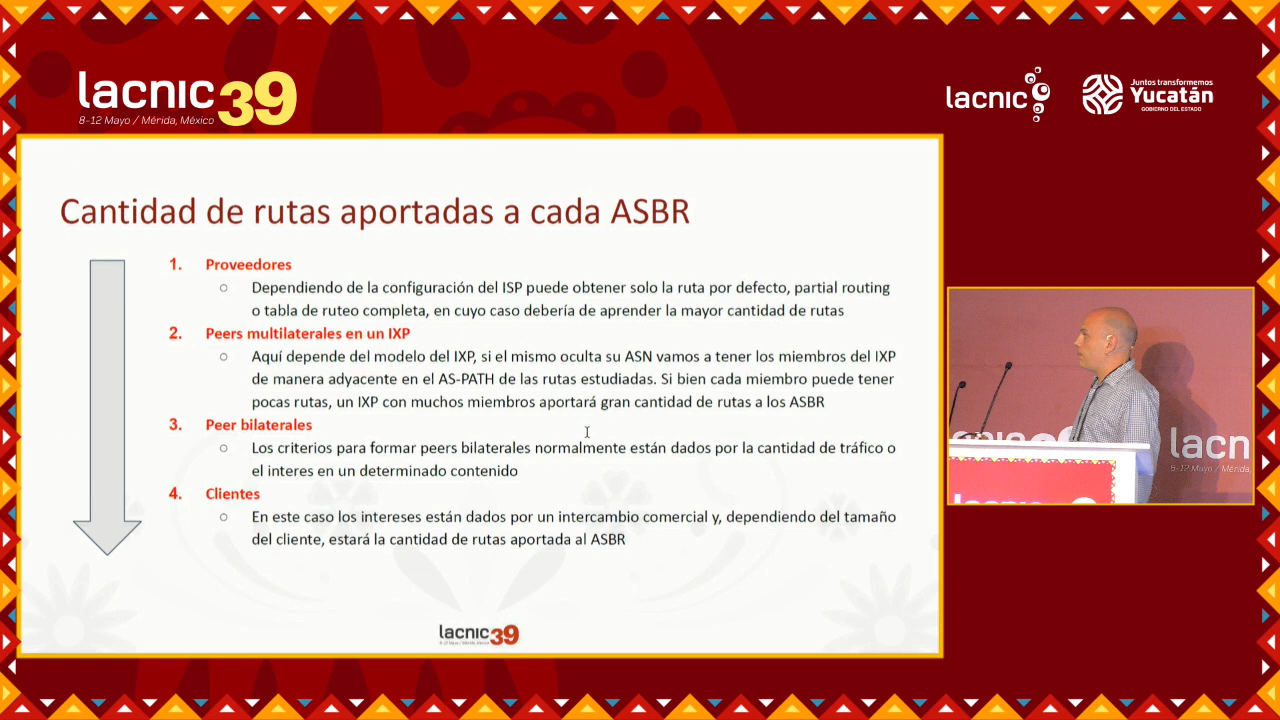 lacnic 39
8-12 Mayo / Mérida, México
lacnic
Juntos transformemos
Yucatán
GOBIERNO DEL ESTADO
Cantidad de rutas aportadas a cada ASBR
1. Proveedores
○ Dependiendo de la configuración del ISP puede obtener solo la ruta por defecto, partial routing
o tabla de ruteo completa, en cuyo caso debería de aprender la mayor cantidad de rutas
2. Peers multilaterales en un IXP
○ Aquí depende del modelo del IXP, si el mismo oculta su ASN vamos a tener los miembros del IXP
de manera adyacente en el AS-PATH de las rutas estudiadas. Si bien cada miembro puede tener
pocas rutas, un IXP con muchos miembros aportará gran cantidad de rutas a los ASBR
3. Peer bilaterales
○ Los criterios para formar peers bilaterales normalmente están dados por la cantidad de tráfico o
el interes en un determinado contenido
4. Clientes
○ En este caso los intereses están dados por un intercambio comercial y, dependiendo del tamaño
del cliente, estará la cantidad de rutas aportada al ASBR
lacnic 39
lacn
8-12 Mayo / Mérida,